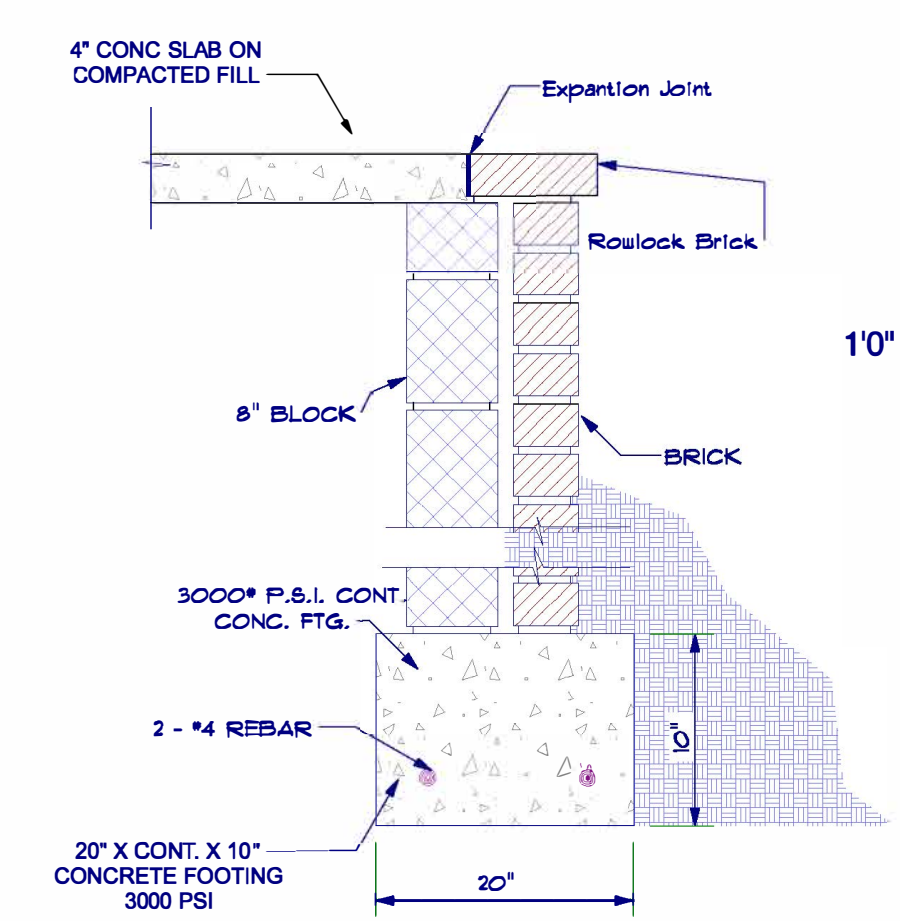 4" CONC SLAB ON
COMPACTED FILL
Expantion Joint
Rowlock Brick
1'0"
8" BLOCK
BRICK
3000# P.S.I. CONT.
CONC. FTG.
2 - #4 REBAR
10"
20" X CONT. X 10"
CONCRETE FOOTING
3000 PSI
20"